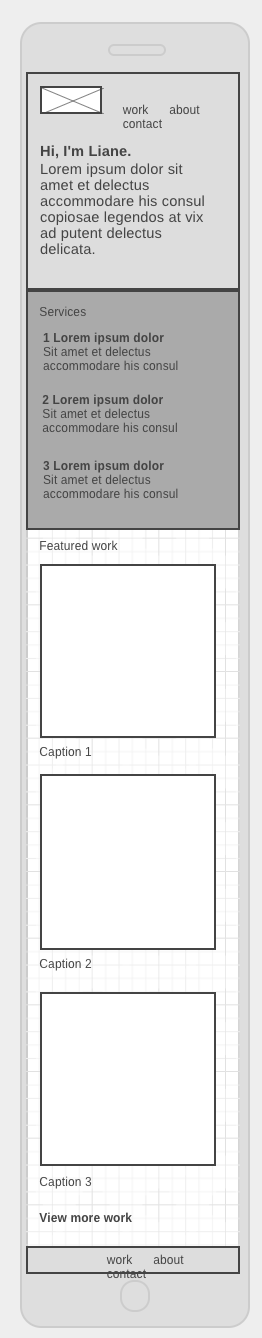 work about
contact
Hi, I'm Liane.
Lorem ipsum dolor sit
amet et delectus
accommodare his consul
copiosae legendos at vix
ad putent delectus
delicata.
Services
1 Lorem ipsum dolor
Sit amet et delectus
accommodare his consul
2 Lorem ipsum dolor
Sit amet et delectus
accommodare his consul
3 Lorem ipsum dolor
Sit amet et delectus
accommodare his consul
Featured work
Caption 1
Caption 2
Caption 3
View more work
work about
contact